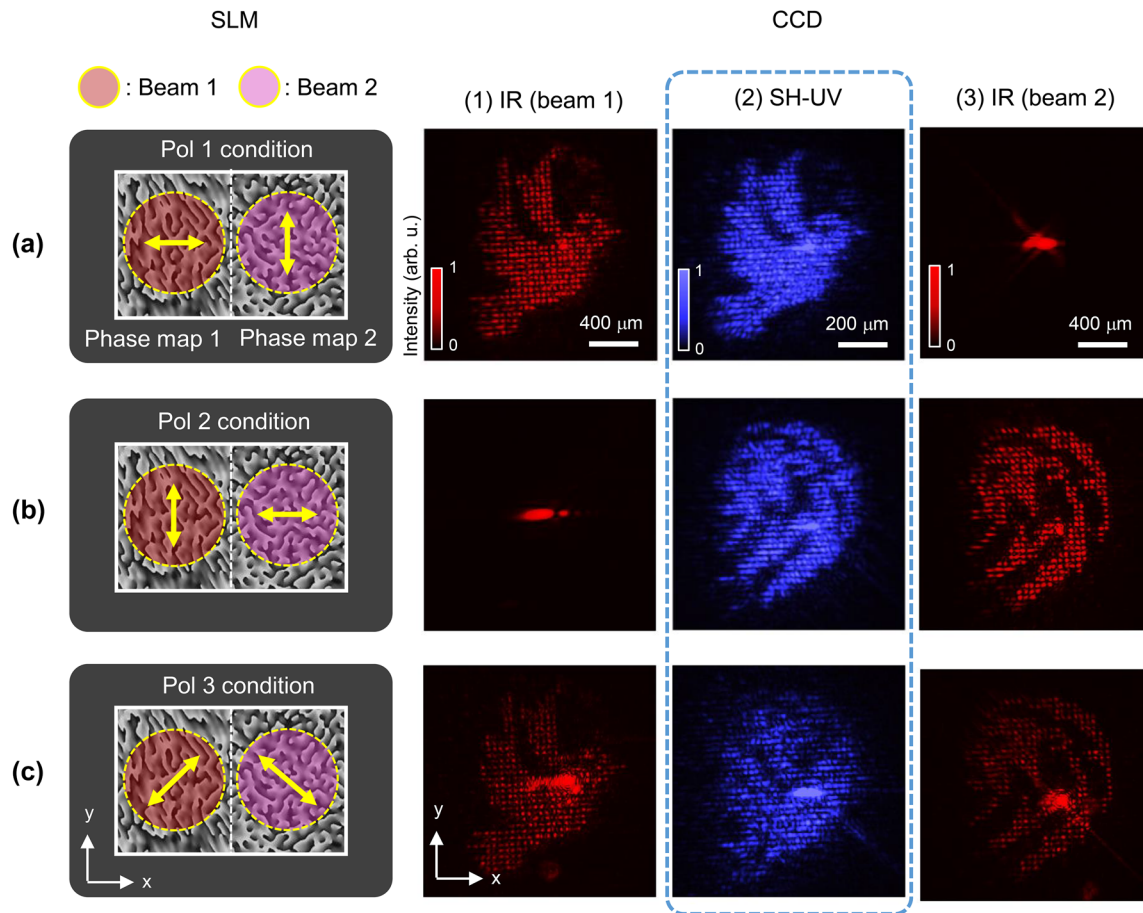 SLM
CCD
: Beam 1
: Beam 2
(1) IR (beam 1)
(2) SH-UV
(3) IR (beam 2)
(a)
Pol 1 condition
Phase map 1
Phase map 2
Intensity (arb. u.)
1
0
400 μm
1
0
200 μm
1
0
400 μm
(b)
Pol 2 condition
(c)
Pol 3 condition
y
x
y
x